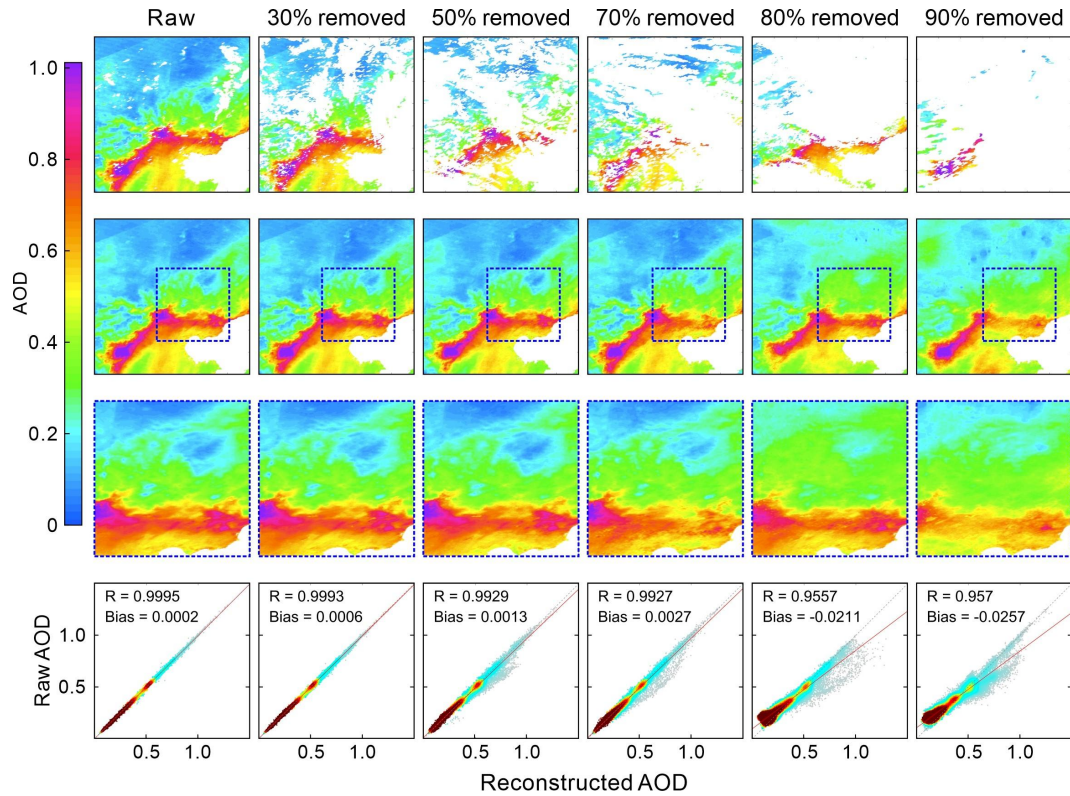 Raw 30% removed 50% removed 70% removed 80% removed 90% removed
1.0
0.8
0.6
0.4
0.2
0
AOD
R = 0.9995
Bias = 0.0002
R = 0.9993
Bias = 0.0006
R = 0.9929
Bias = 0.0013
R = 0.9927
Bias = 0.0027
R = 0.9557
Bias = -0.0211
R = 0.957
Bias = -0.0257
Raw AOD
1.0
0.5
0.5 1.0 0.5 1.0 0.5 1.0 0.5 1.0 0.5 1.0 0.5 1.0
Reconstructed AOD